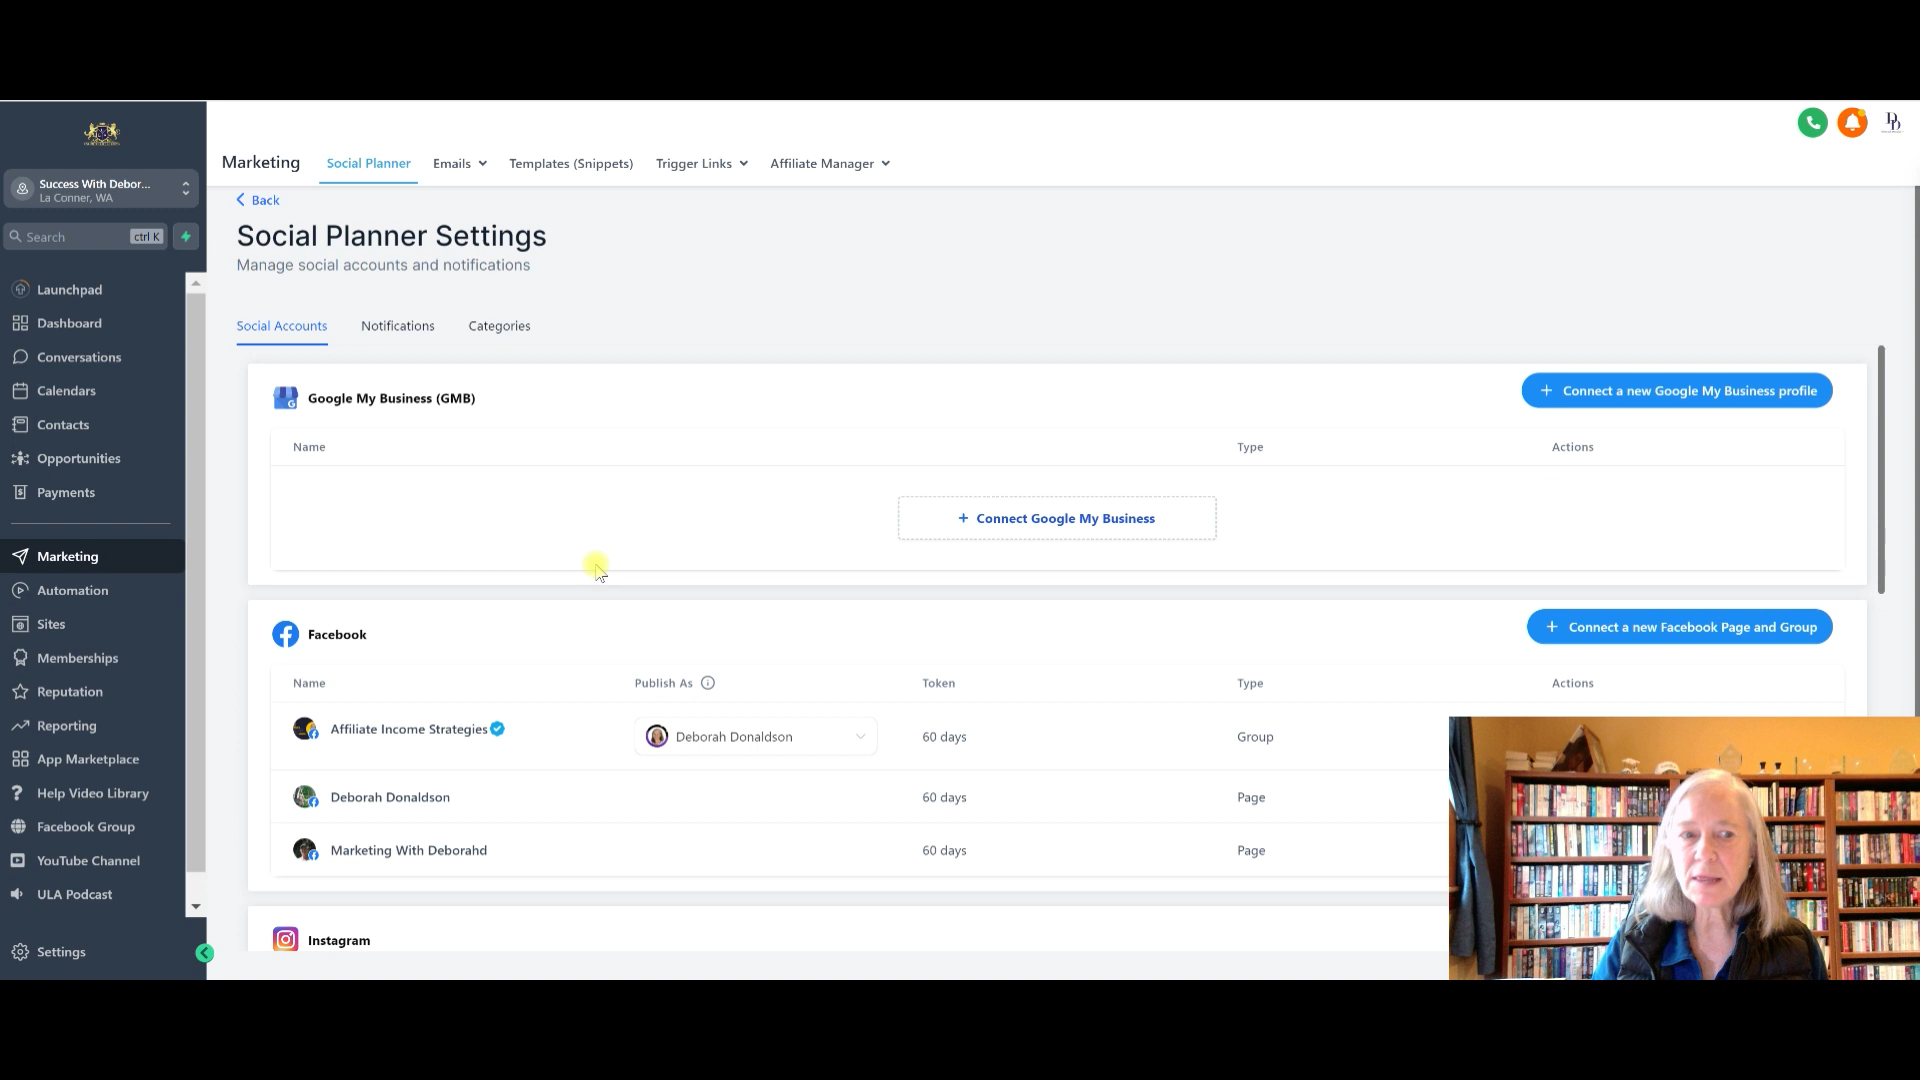 Success With Debor...
La Conner, WA
Search
ctrl K
Launchpad
Dashboard
Conversations
Calendars
Contacts
Opportunities
Payments
Marketing
Automation
Sites
Memberships
Reputation
Reporting
App Marketplace
Help Video Library
Facebook Group
YouTube Channel
ULA Podcast
Settings
Marketing
Social Planner
Emails
Templates (Snippets)
Trigger Links
Affiliate Manager
Back
Social Planner Settings
Manage social accounts and notifications
Social Accounts
Notifications
Categories
Google My Business (GMB)
+ Connect a new Google My Business profile
Name
Type
Actions
+ Connect Google My Business
Facebook
+ Connect a new Facebook Page and Group
Name
Publish As
Token
Type
Actions
Affiliate Income Strategies
Deborah Donaldson
60 days
Group
Deborah Donaldson
60 days
Page
Marketing With Deborahd
60 days
Page
Instagram